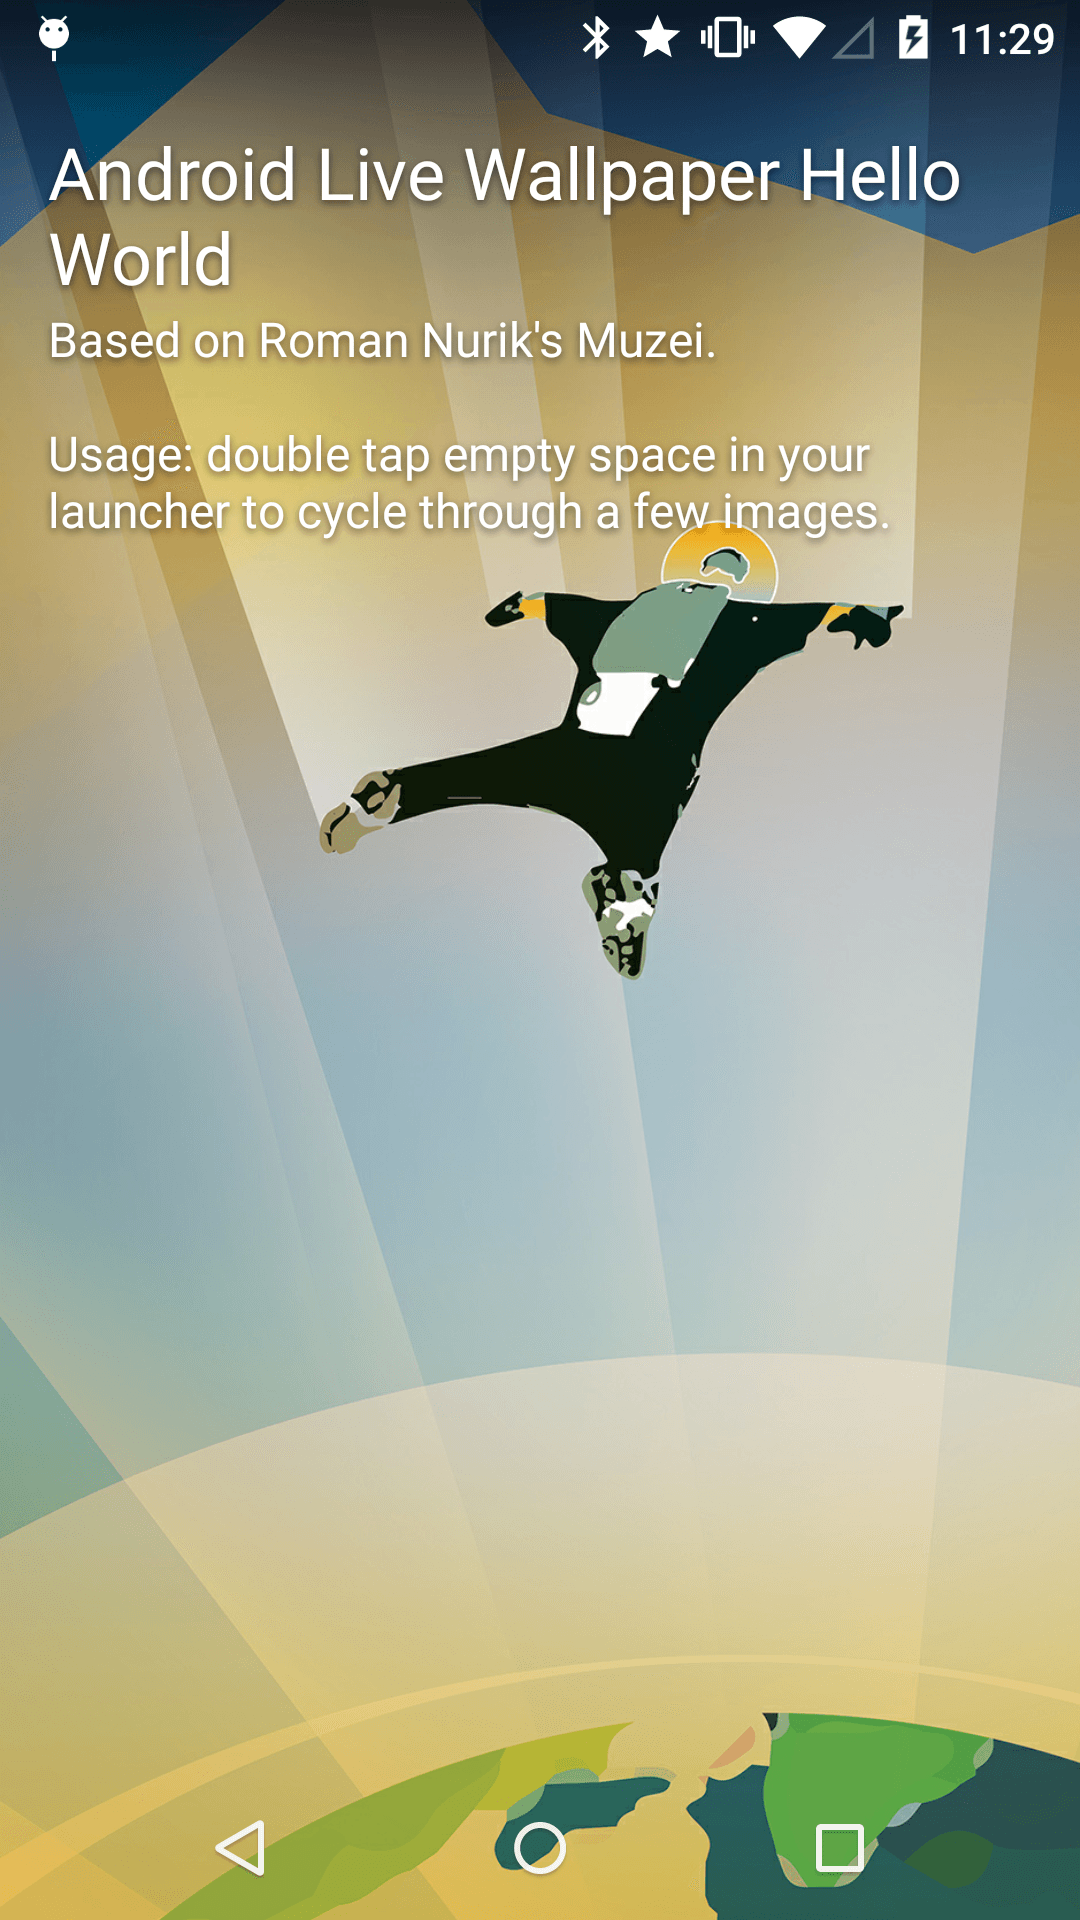 11:29
Android Live Wallpaper Hello
World
Based on Roman Nurik's Muzei.
Usage: double tap empty space in your
launcher to cycle through a few images.